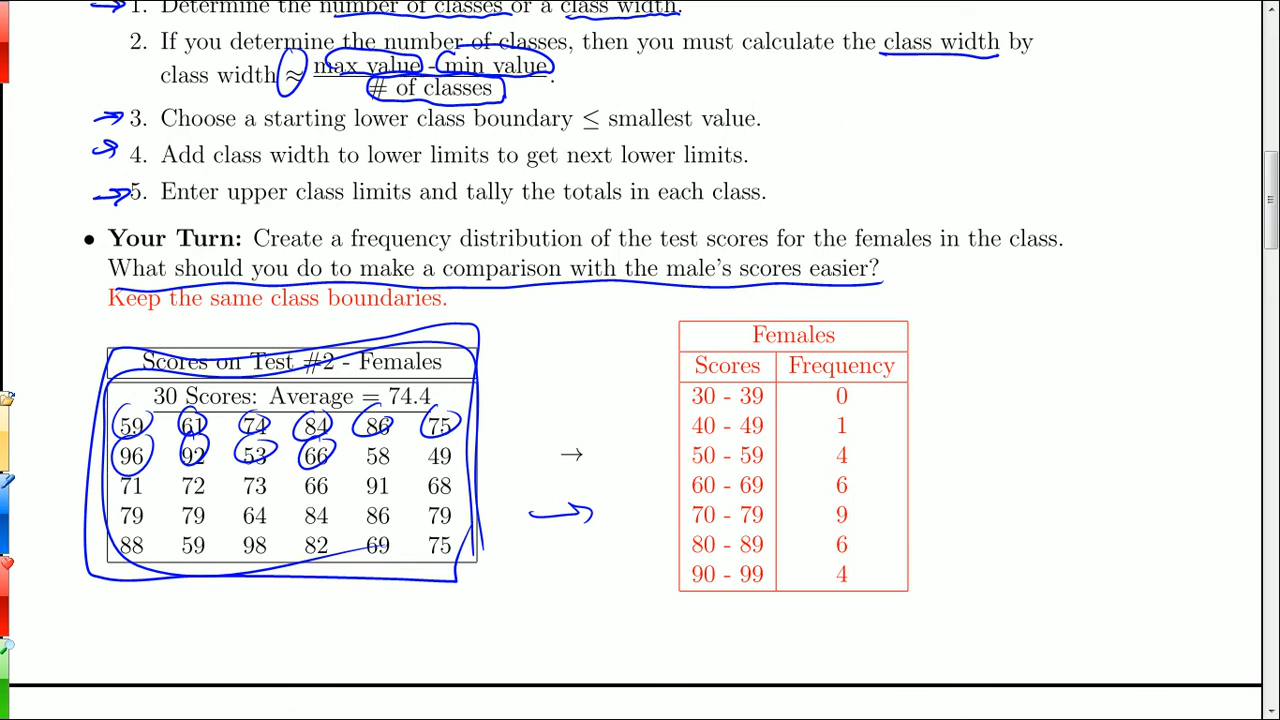 1. Determine the number of classes or a class width.
2. If you determine the number of classes, then you must calculate the class width by
class width ≈ max value - min value / # of classes.
3. Choose a starting lower class boundary ≤ smallest value.
4. Add class width to lower limits to get next lower limits.
5. Enter upper class limits and tally the totals in each class.
• Your Turn: Create a frequency distribution of the test scores for the females in the class.
What should you do to make a comparison with the male's scores easier?
Keep the same class boundaries.
Scores on Test #2 - Females
30 Scores: Average = 74.4
59 61 74 84 86 75
96 92 53 66 58 49
71 72 73 66 91 68
79 79 64 84 86 79
88 59 98 82 69 75
→
Females
Scores Frequency
30 - 39 0
40 - 49 1
50 - 59 4
60 - 69 6
70 - 79 9
80 - 89 6
90 - 99 4